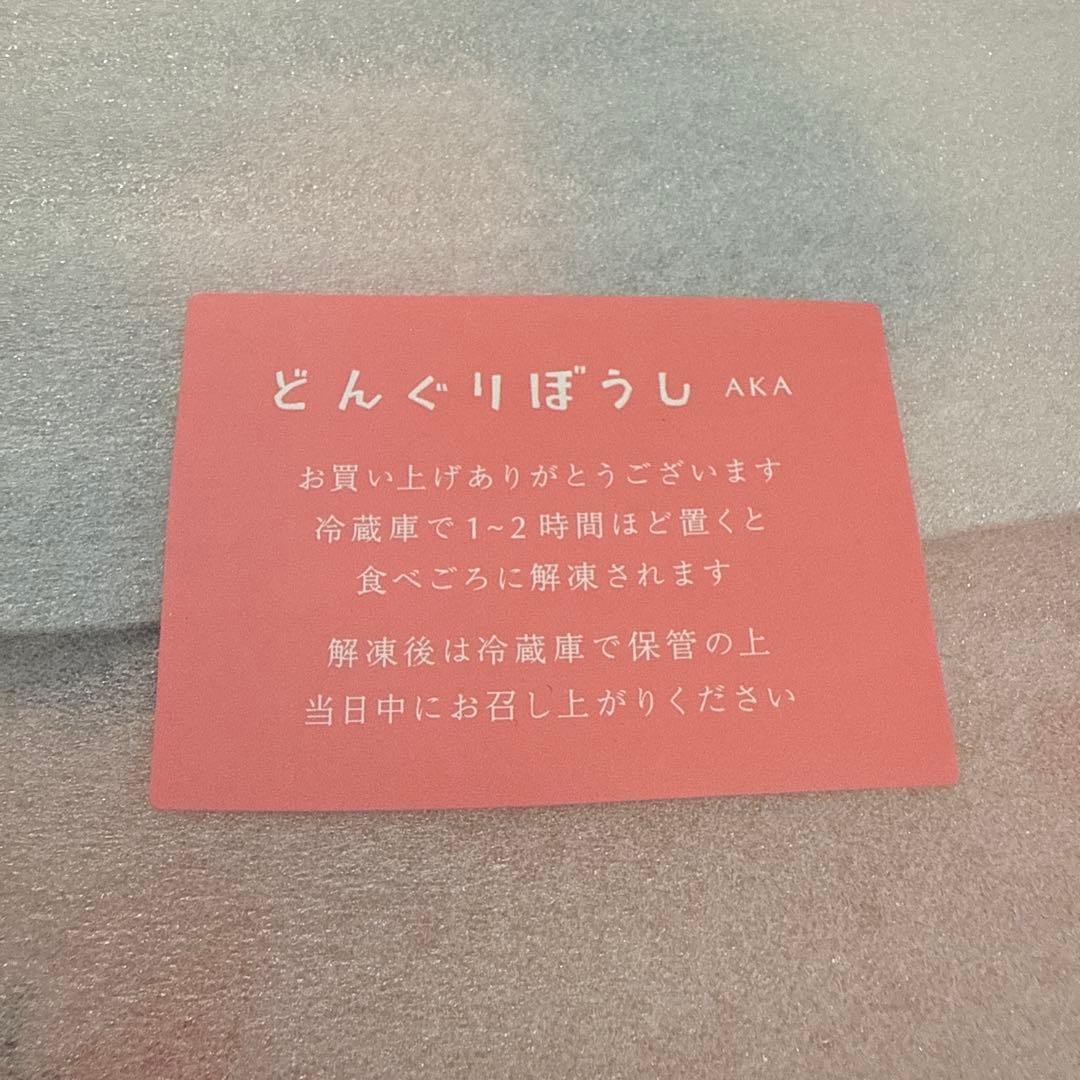 どんぐりぼうし AKA
お買い上げありがとうございます
冷蔵庫で1~2時間ほど置くと
食べごろに解凍されます
解凍後は冷蔵庫で保管の上
当日中にお召し上がりください